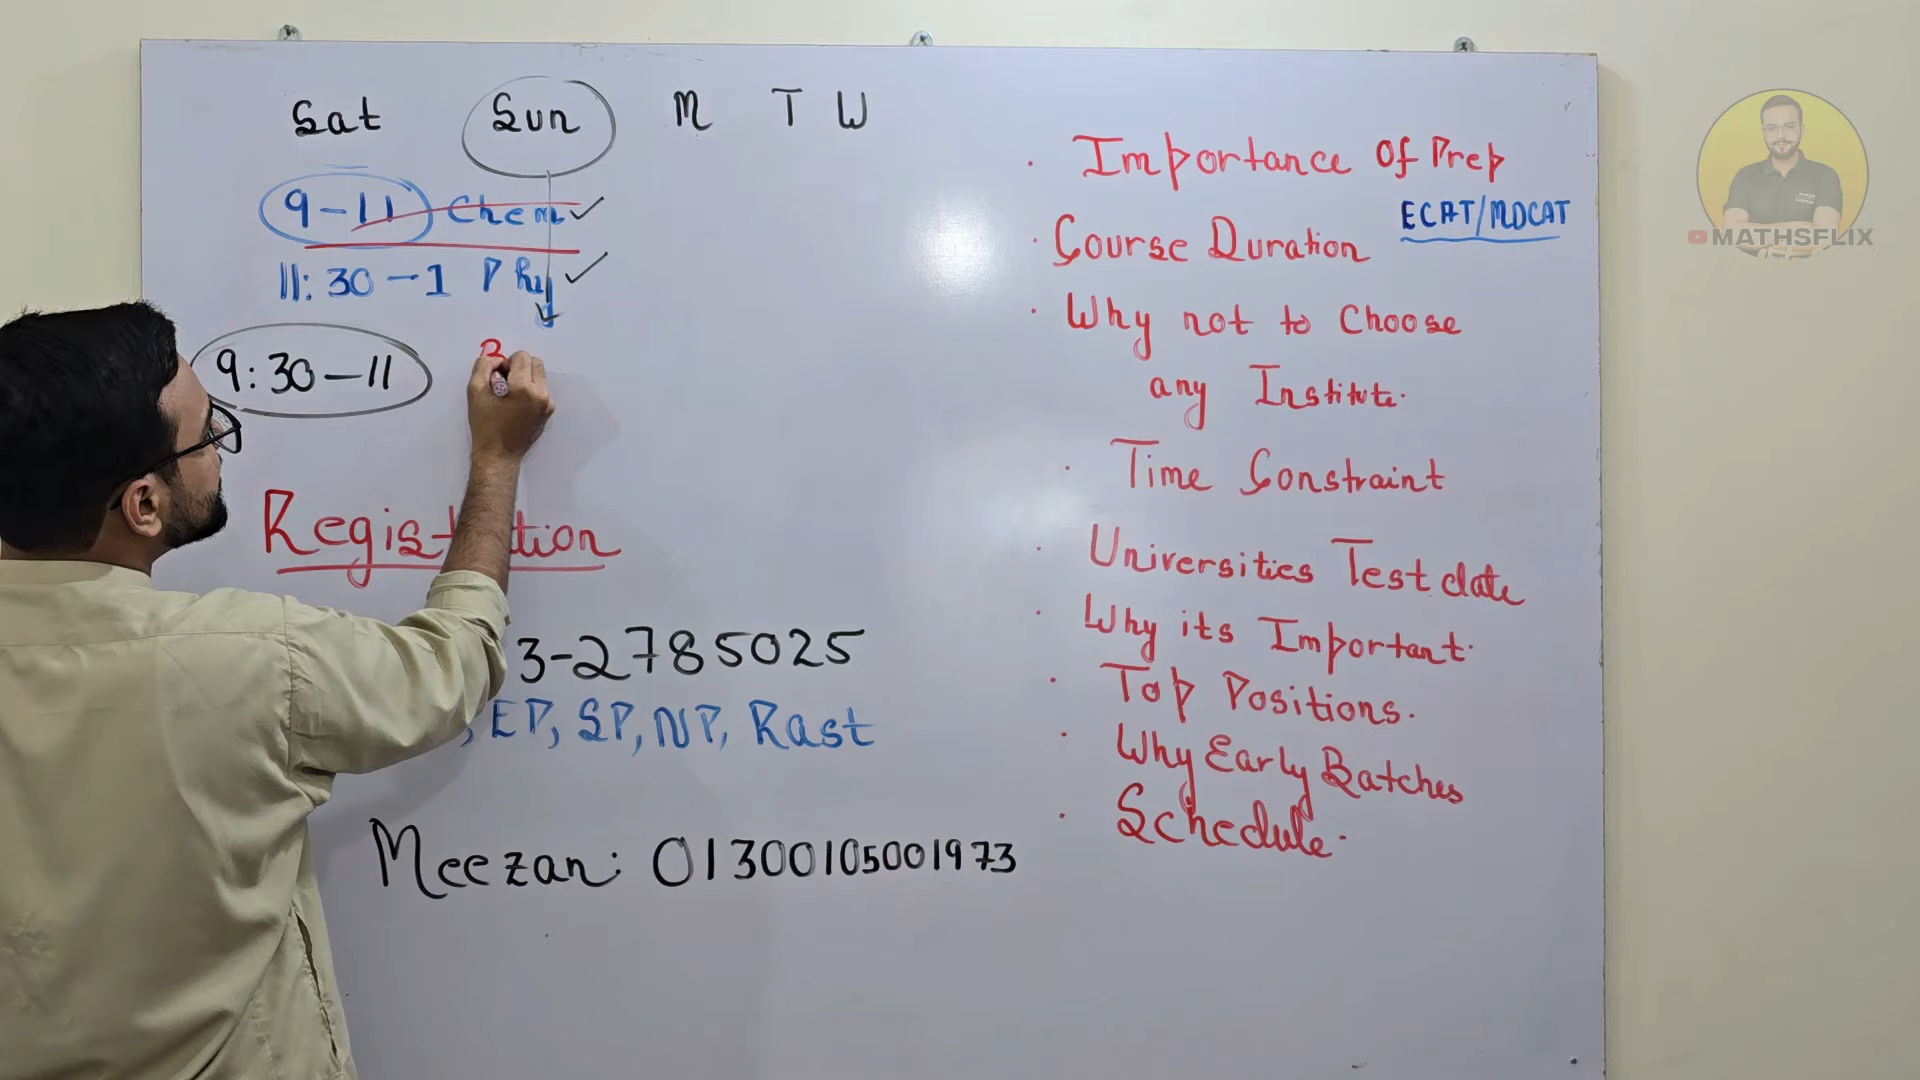 Sat Sun M T W
9-11 Chem ✓
11:30-1 Phy ✓
9:30-11 B
Registration
3-2785025
, EP, SP, NP, Rast
Meezan: 01300105001973
· Importance Of Prep
ECAT/MDCAT
· Course Duration
· Why not to Choose
any Institute.
· Time Constraint
· Universities Test date
· Why its Important.
· Top Positions.
· Why Early Batches
· Schedule.
MATHSFLIX